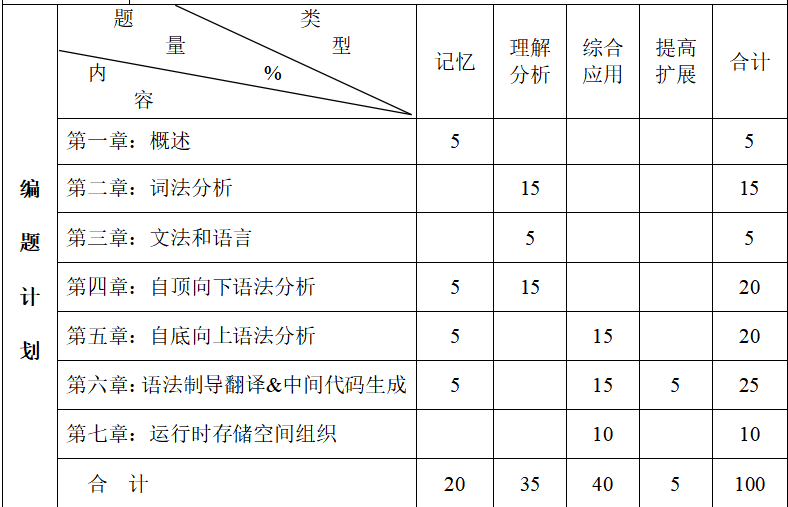 题 类
量 型
%
内
容
记忆 理解分析 综合应用 提高扩展 合计
编题计划
第一章：概述 5 5
第二章：词法分析 15 15
第三章：文法和语言 5 5
第四章：自顶向下语法分析 5 15 20
第五章：自底向上语法分析 5 15 20
第六章：语法制导翻译&中间代码生成 5 15 5 25
第七章：运行时存储空间组织 10 10
合 计 20 35 40 5 100